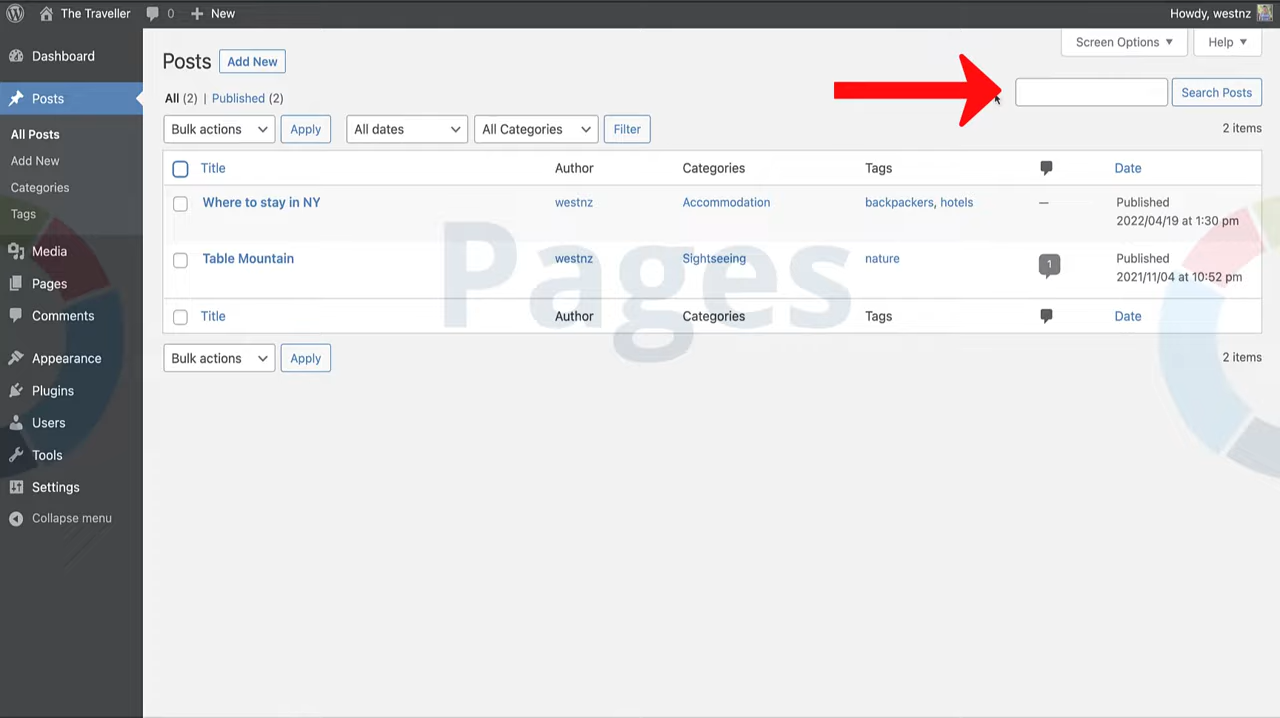 The Traveller 0 New Howdy, westnz
Dashboard
Posts
All Posts
Add New
Categories
Tags
Media
Pages
Comments
Appearance
Plugins
Users
Tools
Settings
Collapse menu
Screen Options Help
Posts Add New
All (2) | Published (2)
Search Posts
Bulk actions Apply All dates All Categories Filter
2 items
Title Author Categories Tags Date
Where to stay in NY westnz Accommodation backpackers, hotels — Published
2022/04/19 at 1:30 pm
Table Mountain westnz Sightseeing nature 1 Published
2021/11/04 at 10:52 pm
Pages
Title Author Categories Tags Date
Bulk actions Apply
2 items